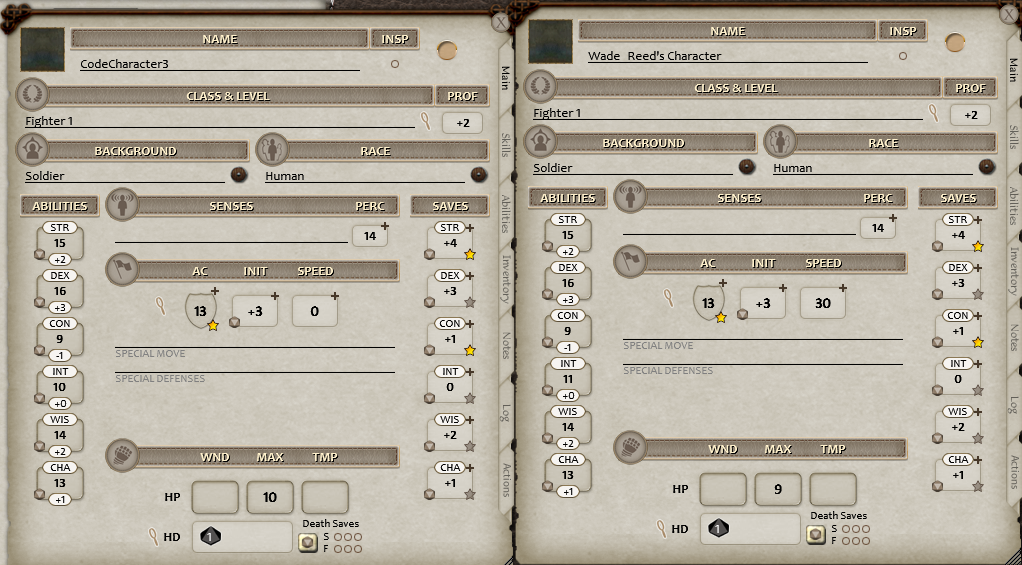 NAME INSP
CodeCharacter3
CLASS & LEVEL PROF
Fighter 1 +2
BACKGROUND RACE
Soldier Human
ABILITIES SENSES PERC SAVES
STR STR
15 14 +4
+2
DEX AC INIT SPEED DEX
16 +3
+3 13 +3 0
CON CON
9 +1
-1 SPECIAL MOVE
INT SPECIAL DEFENSES INT
10 0
+0
WIS WIS
14 +2
+2 WND MAX TMP
CHA CHA
13 +1
+1 HP 10
HD 1 Death Saves
S
F
Main
Skills
Abilities
Inventory
Notes
Log
Actions
NAME INSP
Wade_Reed's Character
CLASS & LEVEL PROF
Fighter 1 +2
BACKGROUND RACE
Soldier Human
ABILITIES SENSES PERC SAVES
STR STR
15 14 +4
+2
DEX AC INIT SPEED DEX
16 +3
+3 13 +3 30
CON CON
9 +1
-1 SPECIAL MOVE
INT SPECIAL DEFENSES INT
11 0
+0
WIS WIS
14 +2
+2 WND MAX TMP
CHA CHA
13 +1
+1 HP 9
HD 1 Death Saves
S
F
Main
Skills
Abilities
Inventory
Notes
Log
Actions